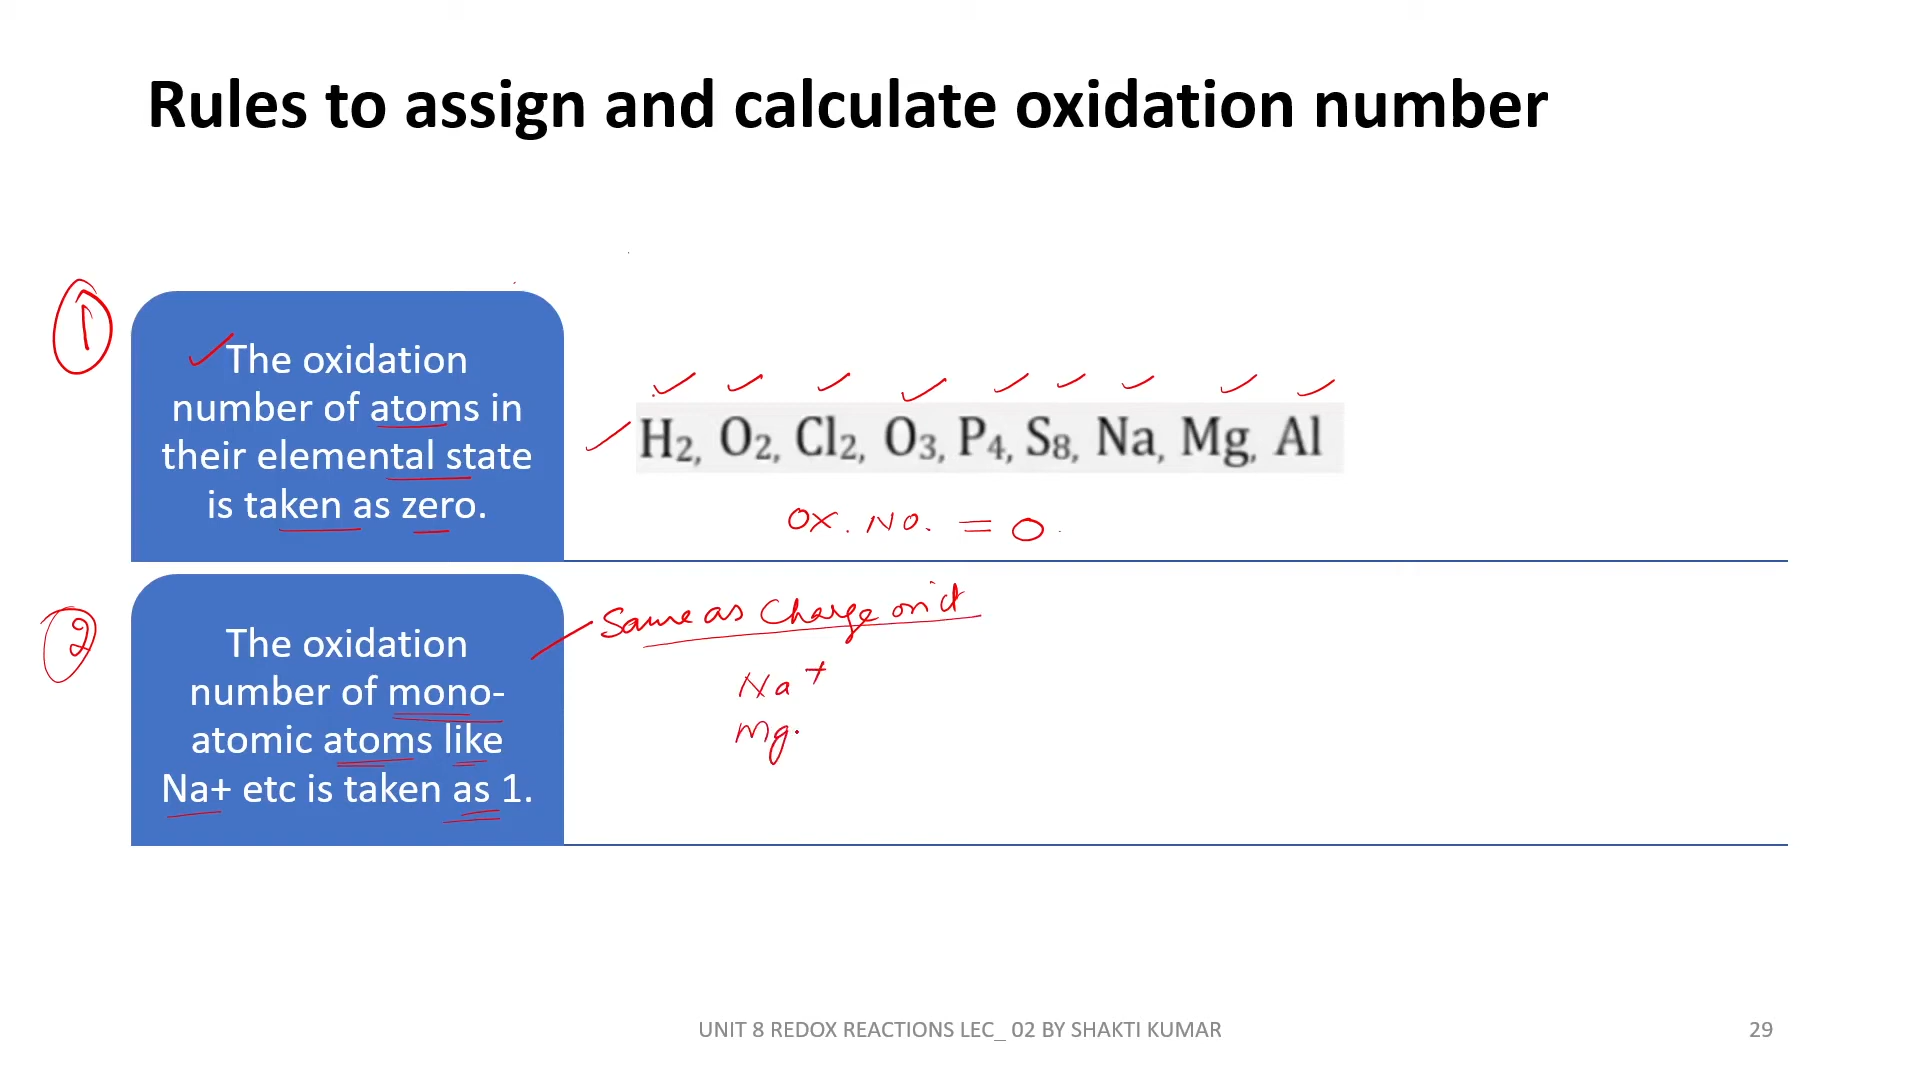 Rules to assign and calculate oxidation number
1
The oxidation
number of atoms in
their elemental state
is taken as zero.
H₂, O₂, Cl₂, O₃, P₄, S₈, Na, Mg, Al
OX. NO. = 0
2
The oxidation
number of mono-
atomic atoms like
Na+ etc is taken as 1.
Same as Charge on it
Na⁺
Mg
UNIT 8 REDOX REACTIONS LEC_ 02 BY SHAKTI KUMAR
29